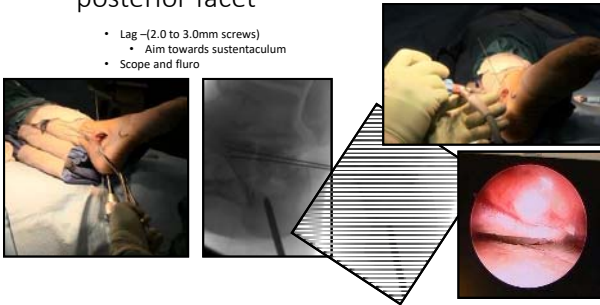 posterior facet
• Lag –(2.0 to 3.0mm screws)
• Aim towards sustentaculum
• Scope and fluro